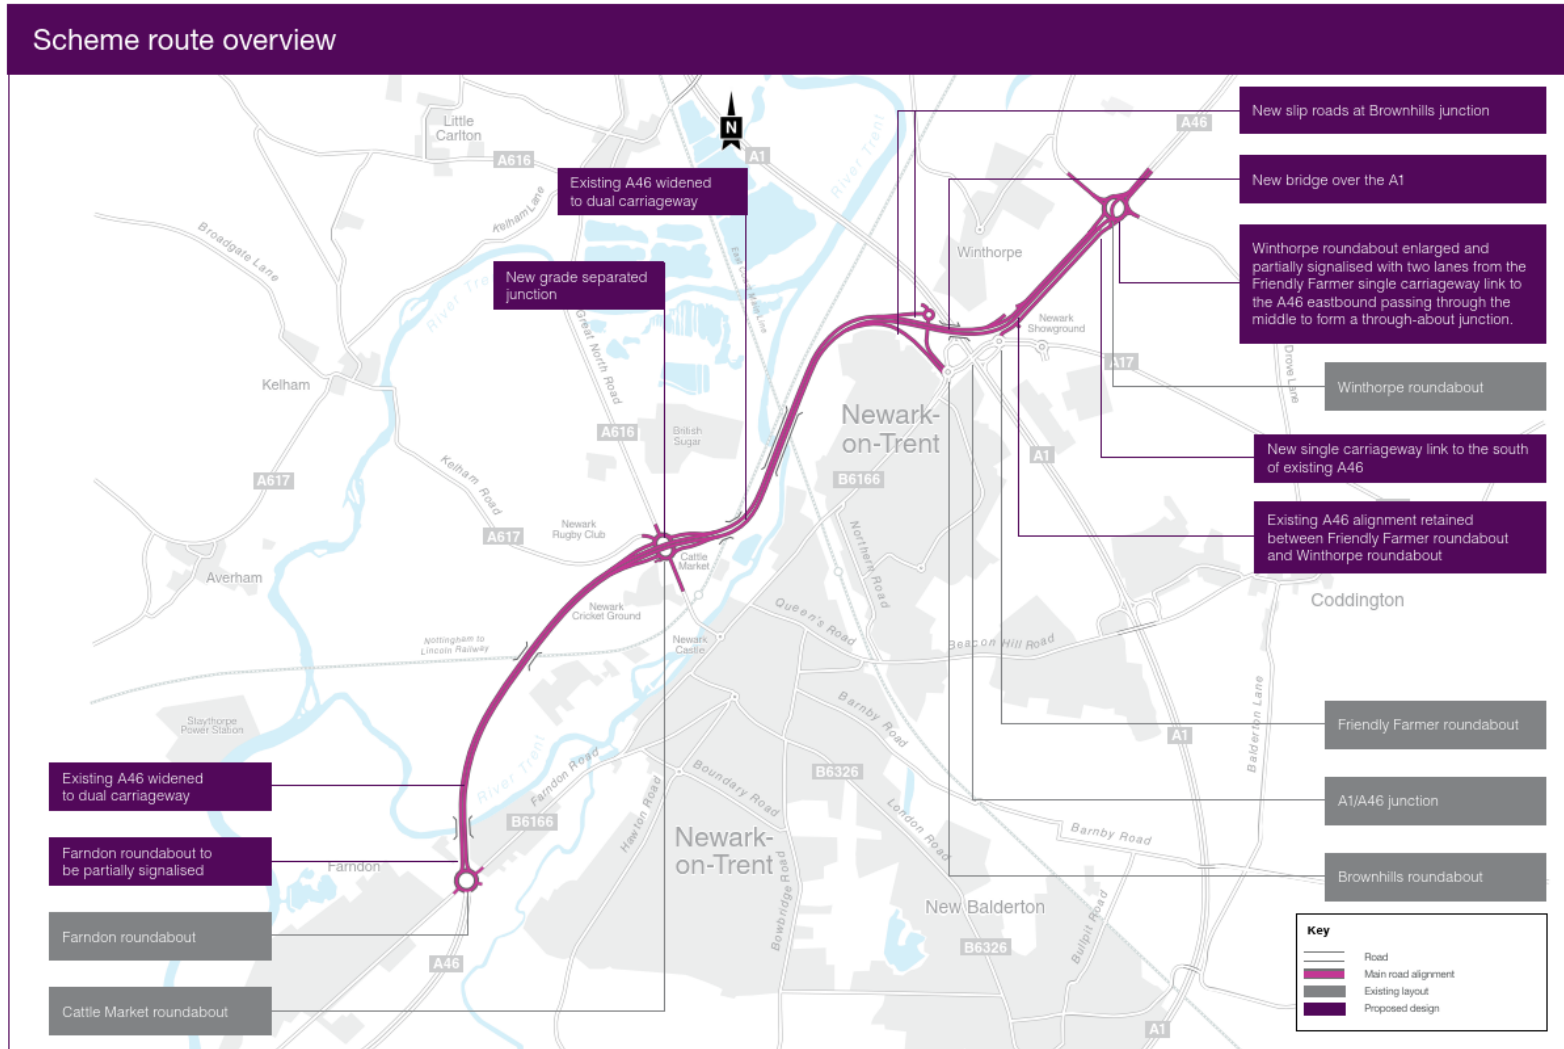 Scheme route overview
N
Little
Carlton
A616
A1
River Trent
A46
New slip roads at Brownhills junction
Existing A46 widened
to dual carriageway
New bridge over the A1
Kelham Lane
Broadgate Lane
Winthorpe
Winthorpe roundabout enlarged and
partially signalised with two lanes from the
Friendly Farmer single carriageway link to
the A46 eastbound passing through the
middle to form a through-about junction.
New grade separated
junction
River Trent
East Coast Main Line
Great North Road
Newark
Showground
A17
Drove Lane
Kelham
Winthorpe roundabout
Newark-
on-Trent
A616
British
Sugar
A1
New single carriageway link to the south
of existing A46
Kelham Road
A617
B6166
Existing A46 alignment retained
between Friendly Farmer roundabout
and Winthorpe roundabout
Newark
Rugby Club
A617
Northern Road
Cattle
Market
Averham
Coddington
Newark
Cricket Ground
Queen's Road
Nottingham to
Lincoln Railway
Newark
Castle
Beacon Hill Road
Staythorpe
Power Station
Barnby Road
Balderton Lane
Friendly Farmer roundabout
A1
Existing A46 widened
to dual carriageway
River Trent
Farndon Road
Boundary Road
B6326
A1/A46 junction
Hawton Road
London Road
B6166
Barnby Road
Newark-
on-Trent
Farndon roundabout to
be partially signalised
Farndon
Brownhills roundabout
Bowbridge Road
New Balderton
Bullpit Road
Farndon roundabout
B6326
A46
Cattle Market roundabout
A1
Key
Road
Main road alignment
Existing layout
Proposed design